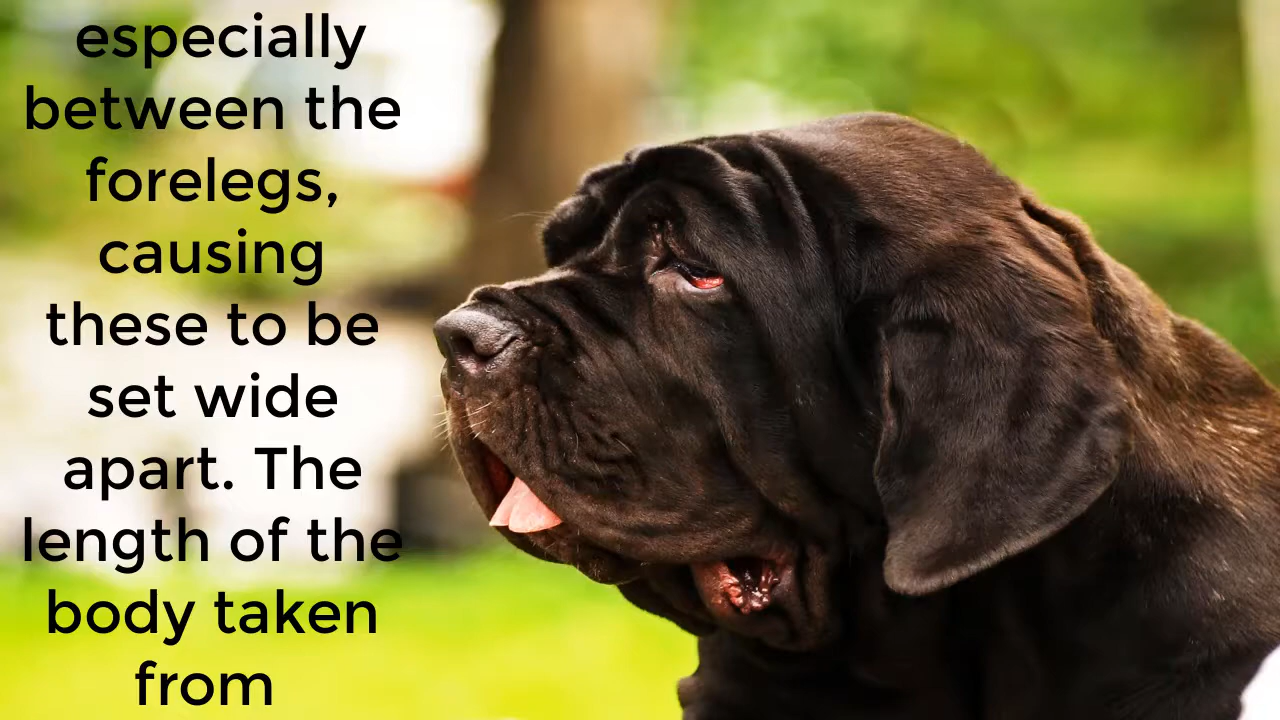 especially
between the
forelegs,
causing
these to be
set wide
apart. The
length of the
body taken
from